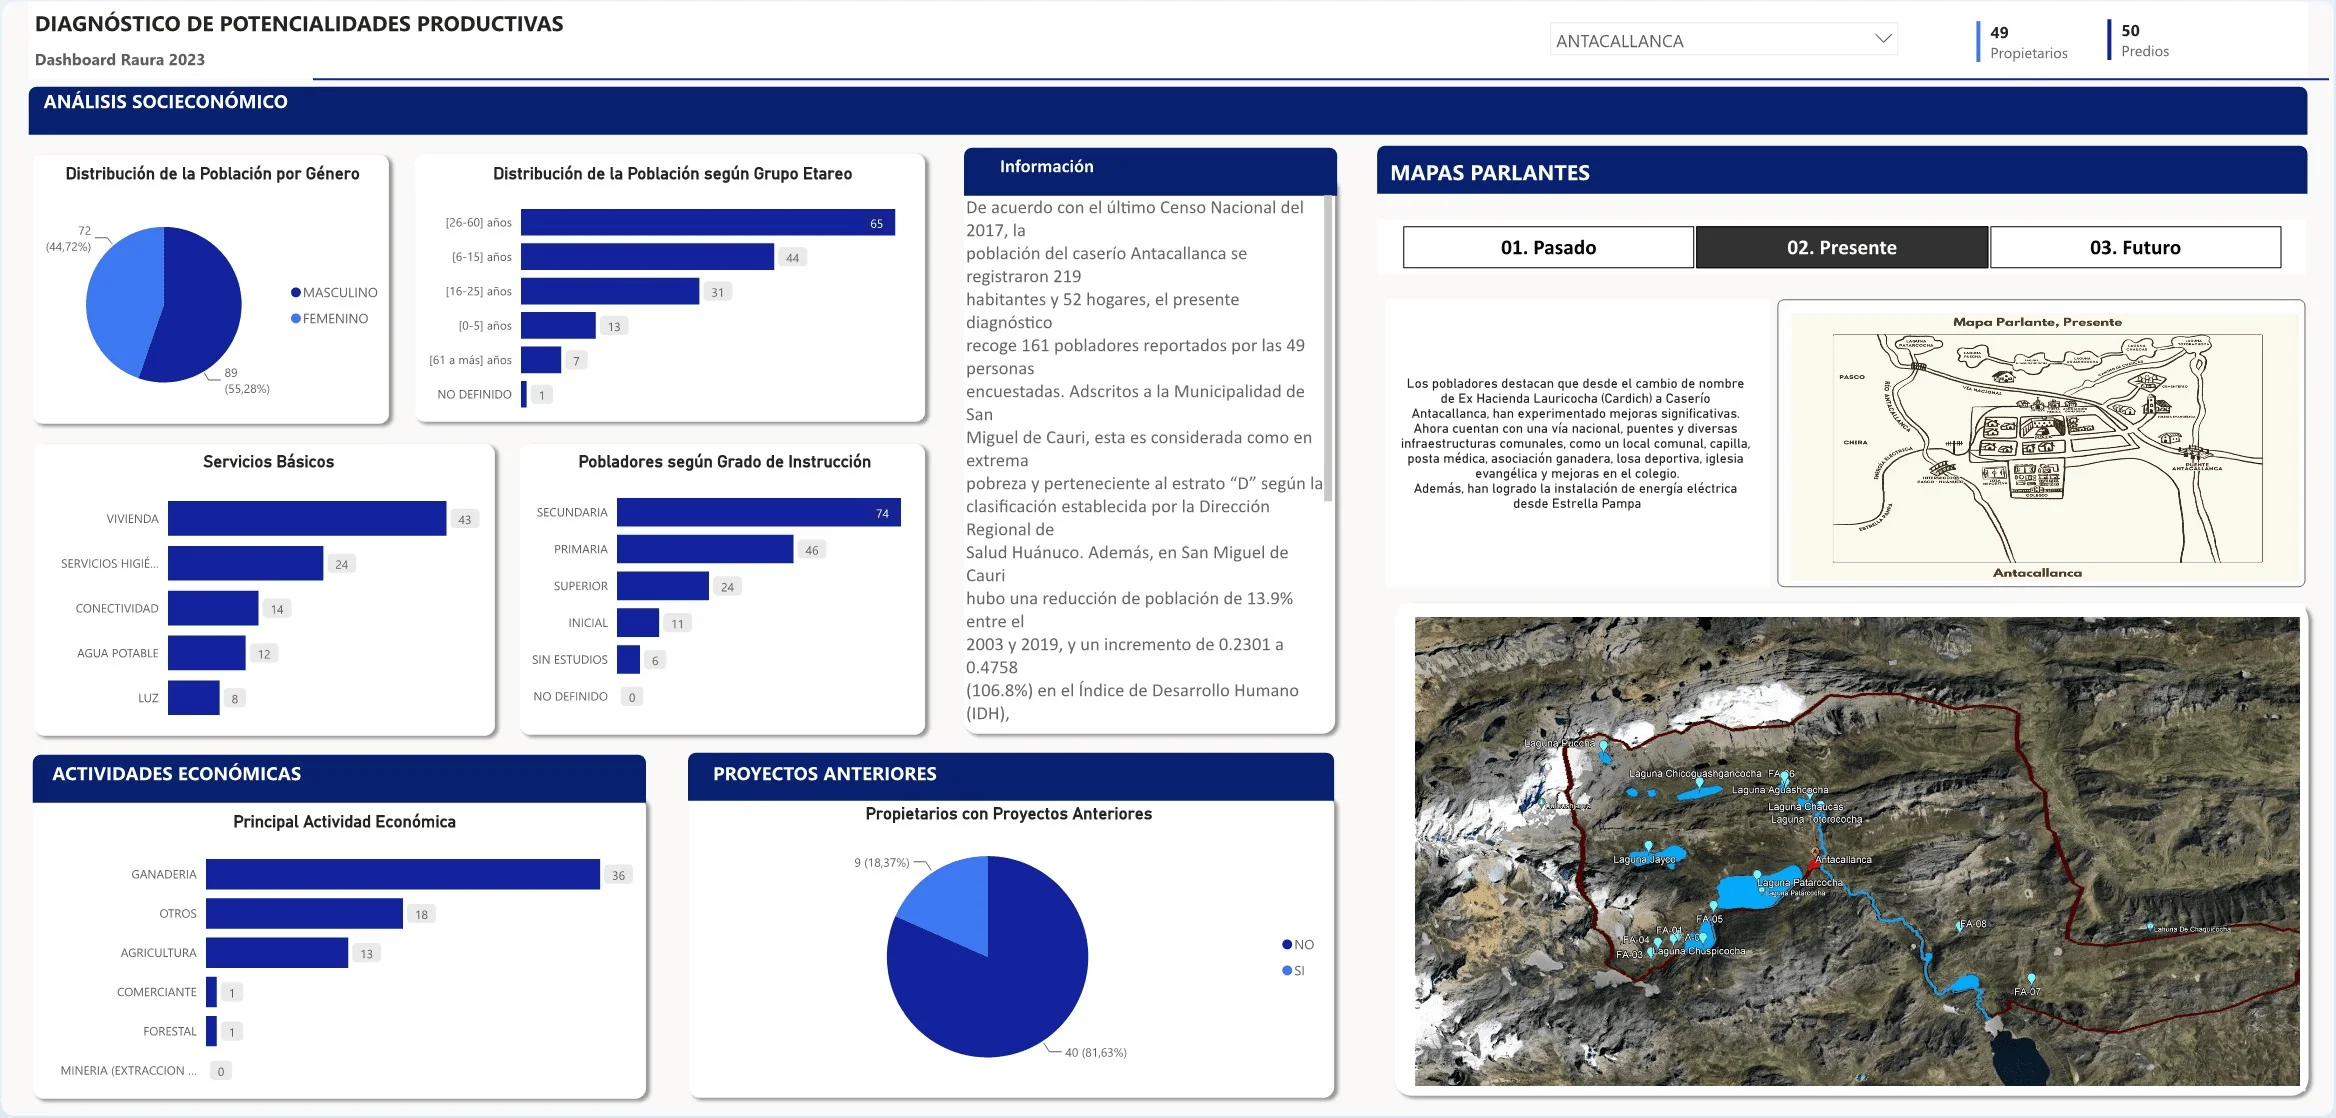 DIAGNÓSTICO DE POTENCIALIDADES PRODUCTIVAS
Dashboard Raura 2023
ANTACALLANCA
49
Propietarios
50
Predios
ANÁLISIS SOCIECONÓMICO
Distribución de la Población por Género
72
(44,72%)
89
(55,28%)
MASCULINO
FEMENINO
Distribución de la Población según Grupo Etareo
[26-60] años 65
[6-15] años 44
[16-25] años 31
[0-5] años 13
[61 a más] años 7
NO DEFINIDO 1
Servicios Básicos
VIVIENDA 43
SERVICIOS HIGIÉ... 24
CONECTIVIDAD 14
AGUA POTABLE 12
LUZ 8
Pobladores según Grado de Instrucción
SECUNDARIA 74
PRIMARIA 46
SUPERIOR 24
INICIAL 11
SIN ESTUDIOS 6
NO DEFINIDO 0
Información
De acuerdo con el último Censo Nacional del
2017, la
población del caserío Antacallanca se
registraron 219
habitantes y 52 hogares, el presente
diagnóstico
recoge 161 pobladores reportados por las 49
personas
encuestadas. Adscritos a la Municipalidad de
San
Miguel de Cauri, esta es considerada como en
extrema
pobreza y perteneciente al estrato “D” según la
clasificación establecida por la Dirección
Regional de
Salud Huánuco. Además, en San Miguel de
Cauri
hubo una reducción de población de 13.9%
entre el
2003 y 2019, y un incremento de 0.2301 a
0.4758
(106.8%) en el Índice de Desarrollo Humano
(IDH),
ACTIVIDADES ECONÓMICAS
Principal Actividad Económica
GANADERIA 36
OTROS 18
AGRICULTURA 13
COMERCIANTE 1
FORESTAL 1
MINERIA (EXTRACCION ... 0
PROYECTOS ANTERIORES
Propietarios con Proyectos Anteriores
9 (18,37%)
40 (81,63%)
NO
SI
MAPAS PARLANTES
01. Pasado
02. Presente
03. Futuro
Los pobladores destacan que desde el cambio de nombre
de Ex Hacienda Lauricocha (Cardich) a Caserío
Antacallanca, han experimentado mejoras significativas.
Ahora cuentan con una vía nacional, puentes y diversas
infraestructuras comunales, como un local comunal, capilla,
posta médica, asociación ganadera, losa deportiva, iglesia
evangélica y mejoras en el colegio.
Además, han logrado la instalación de energía eléctrica
desde Estrella Pampa
Mapa Parlante, Presente
LAGUNA
PATARCOCHA
PASCO
VIA NACIONAL
RIO ANTACALLANCA
CHIRA
ENERGIA ELECTRICA
ESTRELLA PAMPA
PUENTE
ANTACALLANCA
COLEGIO
Antacallanca
Laguna Puccha
Laguna Chicoguashgancocha
Laguna Aguashcocha
Laguna Chaucas
Laguna Totorococha
Laguna Jayco
Antacallanca
Laguna Patarcocha
Laguna Patarcocha
FA-05
FA-04
FA-03
Laguna Chuspicocha
FA-08
FA-07